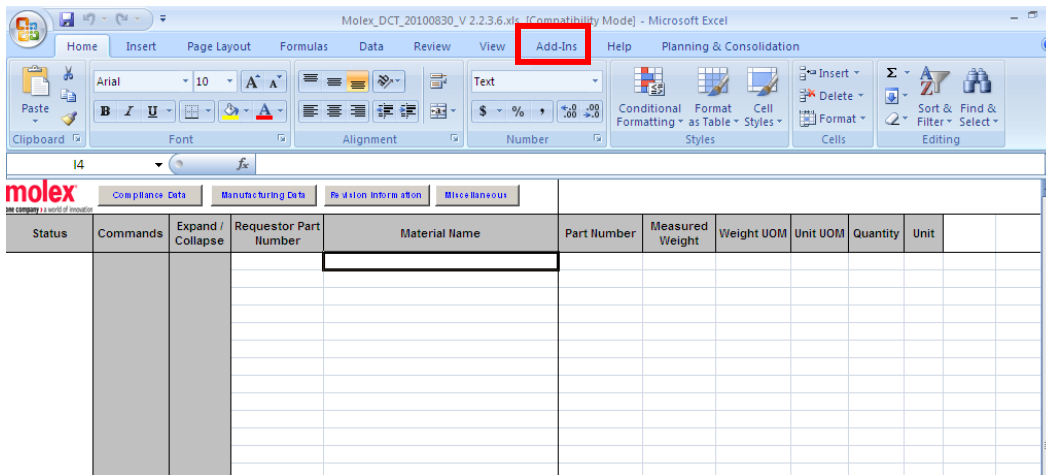 Molex_DCT_20100830_V 2.2.3.6.xls [Compatibility Mode] - Microsoft Excel
Home Insert Page Layout Formulas Data Review View Add-Ins Help Planning & Consolidation
Paste
Clipboard
Arial 10 A A
B I U A
Font
Alignment
Text
$ % , .0 .00 .00 .0
Number
Conditional Formatting
Format as Table
Cell Styles
Styles
Insert
Delete
Format
Cells
Σ
Sort & Filter
Find & Select
Editing
I4 fx
molex
one company › a world of innovation
Compliance Data Manufacturing Data Revision Information Miscellaneous
Status Commands Expand / Collapse Requestor Part Number Material Name Part Number Measured Weight Weight UOM Unit UOM Quantity Unit